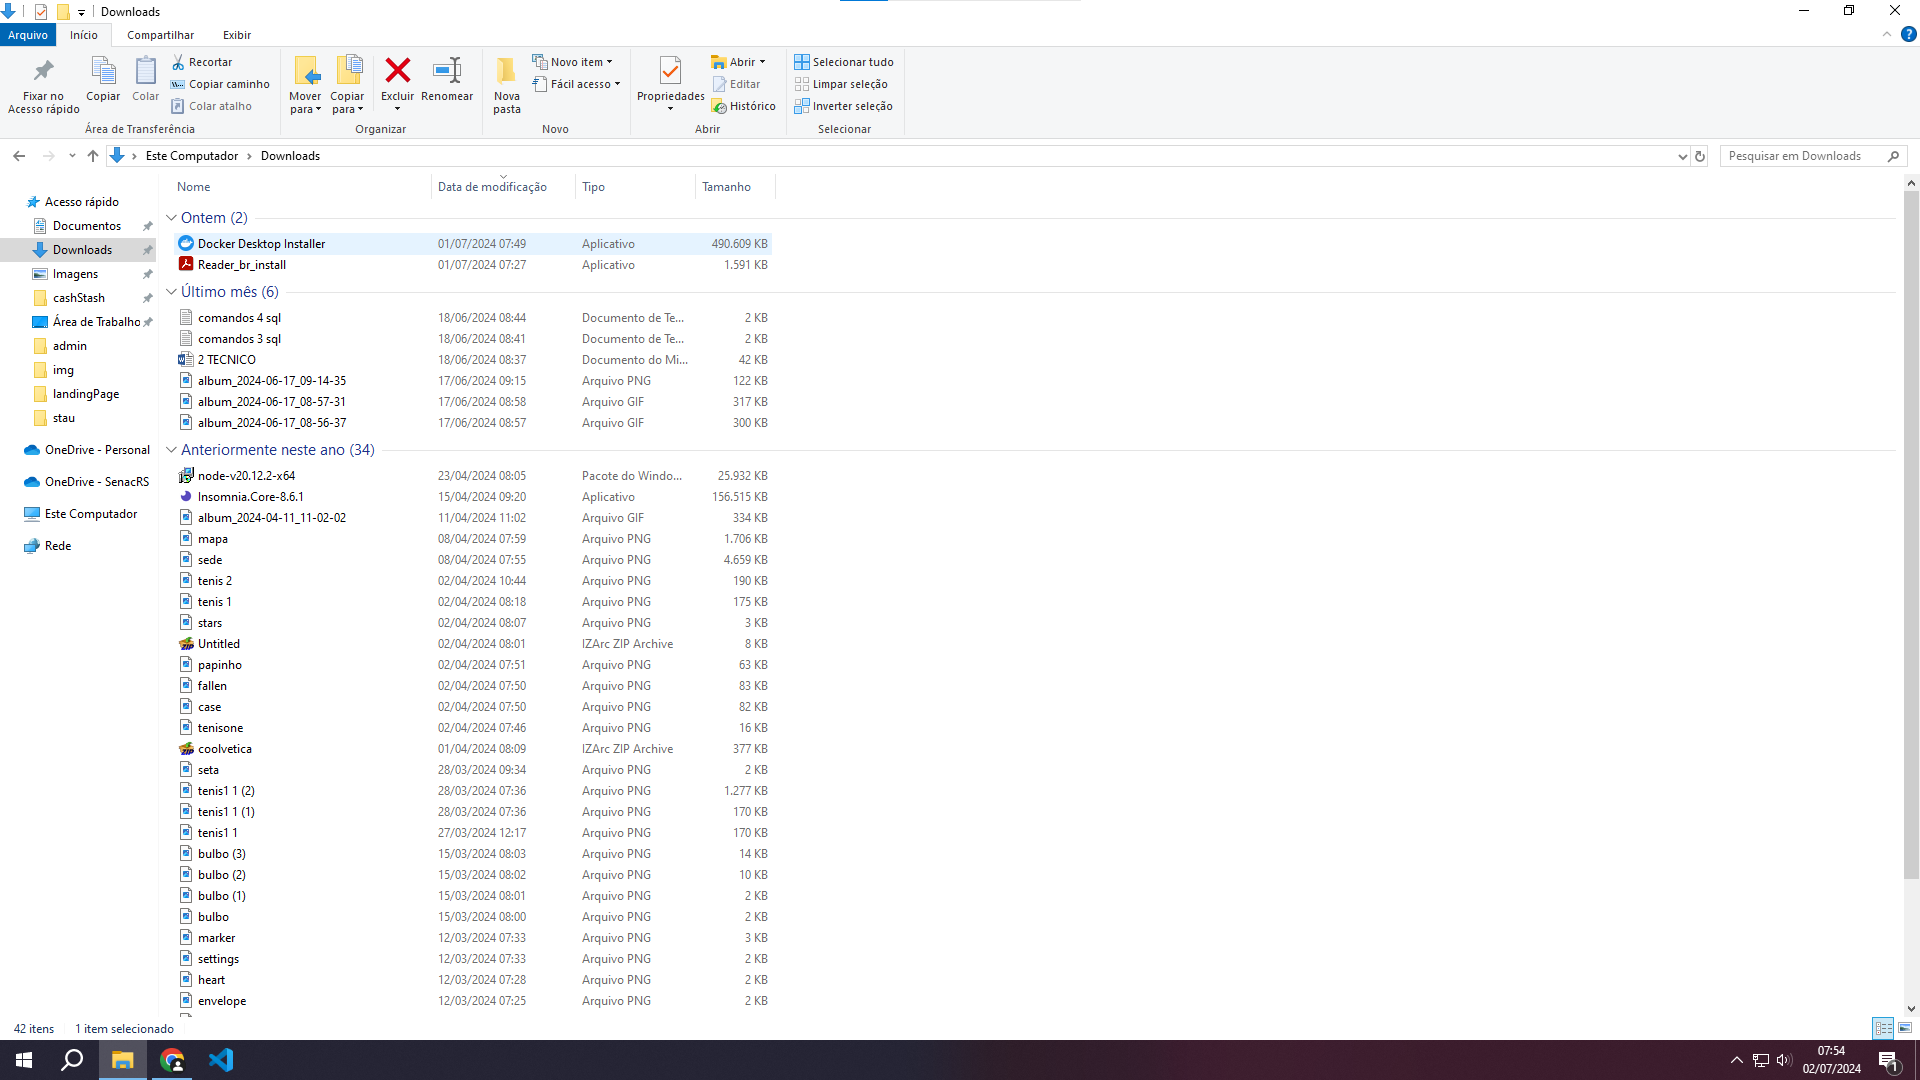 Downloads
Arquivo Início Compartilhar Exibir
Fixar no Acesso rápido
Copiar
Colar
Recortar
Copiar caminho
Colar atalho
Área de Transferência
Mover para
Copiar para
Excluir
Renomear
Organizar
Nova pasta
Novo item
Fácil acesso
Novo
Propriedades
Abrir
Editar
Histórico
Abrir
Selecionar tudo
Limpar seleção
Inverter seleção
Selecionar
Este Computador > Downloads
Pesquisar em Downloads
Acesso rápido
Documentos
Downloads
Imagens
cashStash
Área de Trabalho
admin
img
landingPage
stau
OneDrive - Personal
OneDrive - SenacRS
Este Computador
Rede
Nome Data de modificação Tipo Tamanho
Ontem (2)
Docker Desktop Installer 01/07/2024 07:49 Aplicativo 490.609 KB
Reader_br_install 01/07/2024 07:27 Aplicativo 1.591 KB
Último mês (6)
comandos 4 sql 18/06/2024 08:44 Documento de Te... 2 KB
comandos 3 sql 18/06/2024 08:41 Documento de Te... 2 KB
2 TECNICO 18/06/2024 08:37 Documento do Mi... 42 KB
album_2024-06-17_09-14-35 17/06/2024 09:15 Arquivo PNG 122 KB
album_2024-06-17_08-57-31 17/06/2024 08:58 Arquivo GIF 317 KB
album_2024-06-17_08-56-37 17/06/2024 08:57 Arquivo GIF 300 KB
Anteriormente neste ano (34)
node-v20.12.2-x64 23/04/2024 08:05 Pacote do Windo... 25.932 KB
Insomnia.Core-8.6.1 15/04/2024 09:20 Aplicativo 156.515 KB
album_2024-04-11_11-02-02 11/04/2024 11:02 Arquivo GIF 334 KB
mapa 08/04/2024 07:59 Arquivo PNG 1.706 KB
sede 08/04/2024 07:55 Arquivo PNG 4.659 KB
tenis 2 02/04/2024 10:44 Arquivo PNG 190 KB
tenis 1 02/04/2024 08:18 Arquivo PNG 175 KB
stars 02/04/2024 08:07 Arquivo PNG 3 KB
Untitled 02/04/2024 08:01 IZArc ZIP Archive 8 KB
papinho 02/04/2024 07:51 Arquivo PNG 63 KB
fallen 02/04/2024 07:50 Arquivo PNG 83 KB
case 02/04/2024 07:50 Arquivo PNG 82 KB
tenisone 02/04/2024 07:46 Arquivo PNG 16 KB
coolvetica 01/04/2024 08:09 IZArc ZIP Archive 377 KB
seta 28/03/2024 09:34 Arquivo PNG 2 KB
tenis1 1 (2) 28/03/2024 07:36 Arquivo PNG 1.277 KB
tenis1 1 (1) 28/03/2024 07:36 Arquivo PNG 170 KB
tenis1 1 27/03/2024 12:17 Arquivo PNG 170 KB
bulbo (3) 15/03/2024 08:03 Arquivo PNG 14 KB
bulbo (2) 15/03/2024 08:02 Arquivo PNG 10 KB
bulbo (1) 15/03/2024 08:01 Arquivo PNG 2 KB
bulbo 15/03/2024 08:00 Arquivo PNG 2 KB
marker 12/03/2024 07:33 Arquivo PNG 3 KB
settings 12/03/2024 07:33 Arquivo PNG 2 KB
heart 12/03/2024 07:28 Arquivo PNG 2 KB
envelope 12/03/2024 07:25 Arquivo PNG 2 KB
42 itens 1 item selecionado
07:54
02/07/2024
1